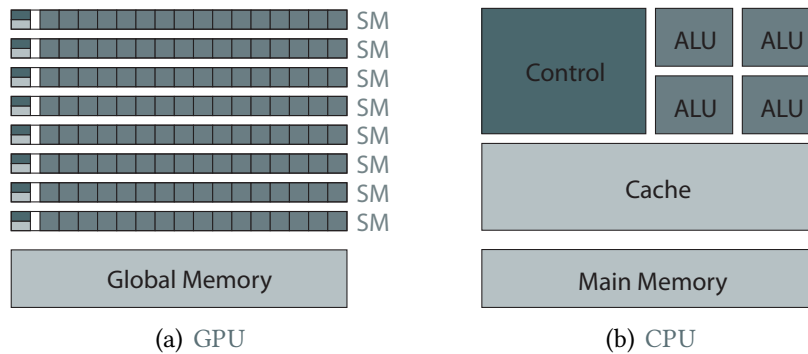 SM
SM
SM
SM
SM
SM
SM
SM
Global Memory
(a) GPU
Control
ALU ALU
ALU ALU
Cache
Main Memory
(b) CPU